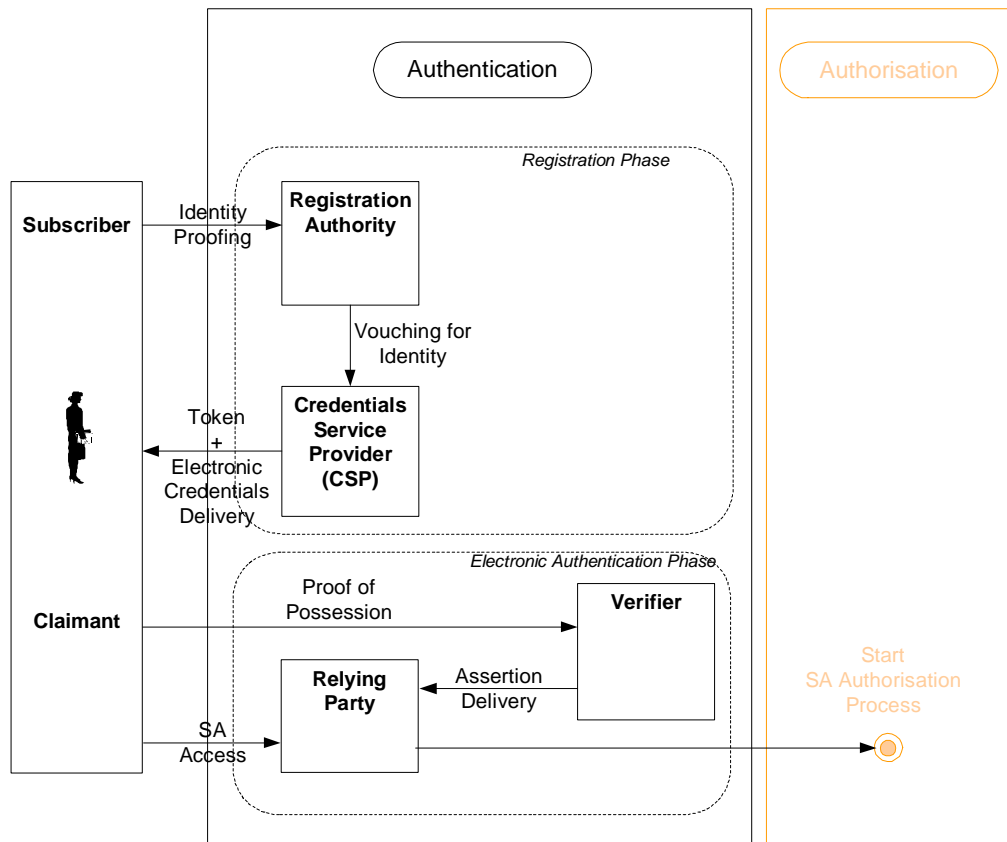 Authentication
Authorisation
Registration Phase
Subscriber
Identity
Proofing
Registration
Authority
Vouching for
Identity
Credentials
Service
Provider
(CSP)
Token
+
Electronic
Credentials
Delivery
Electronic Authentication Phase
Claimant
Proof of
Possession
Verifier
Relying
Party
Assertion
Delivery
SA
Access
Start
SA Authorisation
Process